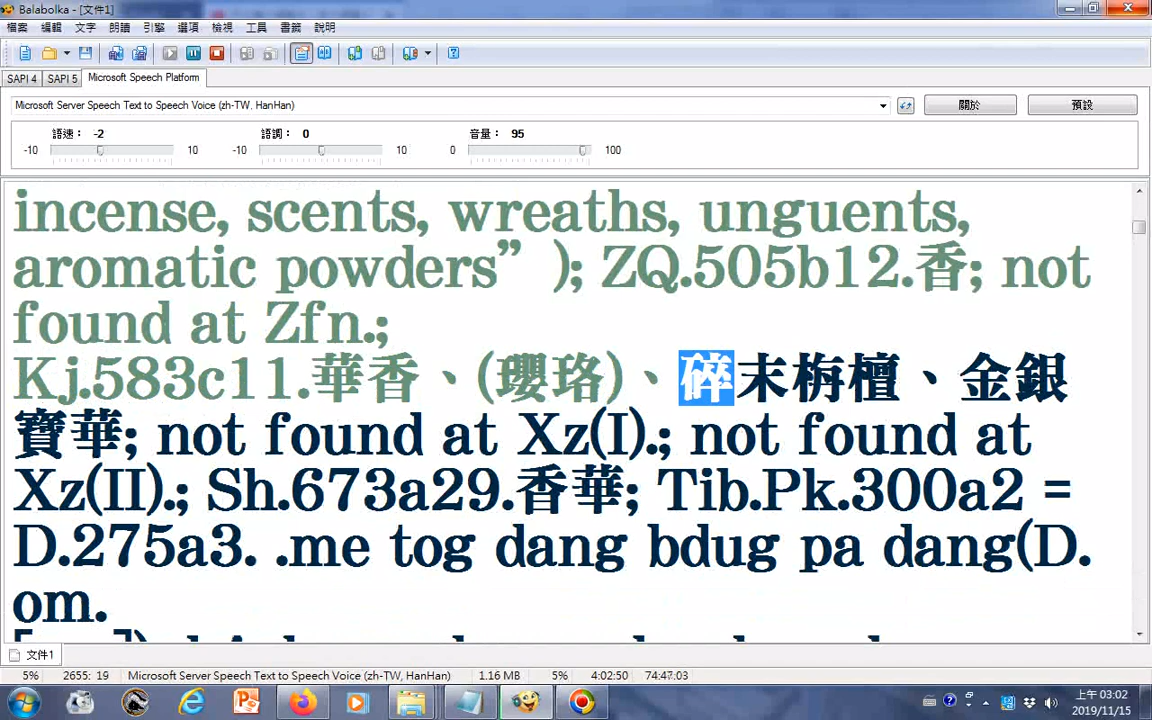 Balabolka - [文件1]
檔案 編輯 文字 朗讀 引擎 選項 檢視 工具 書籤 說明
SAPI 4 SAPI 5 Microsoft Speech Platform
Microsoft Server Speech Text to Speech Voice (zh-TW, HanHan) 關於 預設
語速： -2 語調： 0 音量： 95
-10 10 -10 10 0 100
incense, scents, wreaths, unguents,
aromatic powders” ); ZQ.505b12.香; not
found at Zfn.;
Kj.583c11.華香、(瓔珞)、碎末栴檀、金銀
寶華; not found at Xz(I).; not found at
Xz(II).; Sh.673a29.香華; Tib.Pk.300a2 =
D.275a3. .me tog dang bdug pa dang(D.
om.
文件1
5% 2655: 19 Microsoft Server Speech Text to Speech Voice (zh-TW, HanHan) 1.16 MB 5% 4:02:50 74:47:03
上午 03:02
2019/11/15